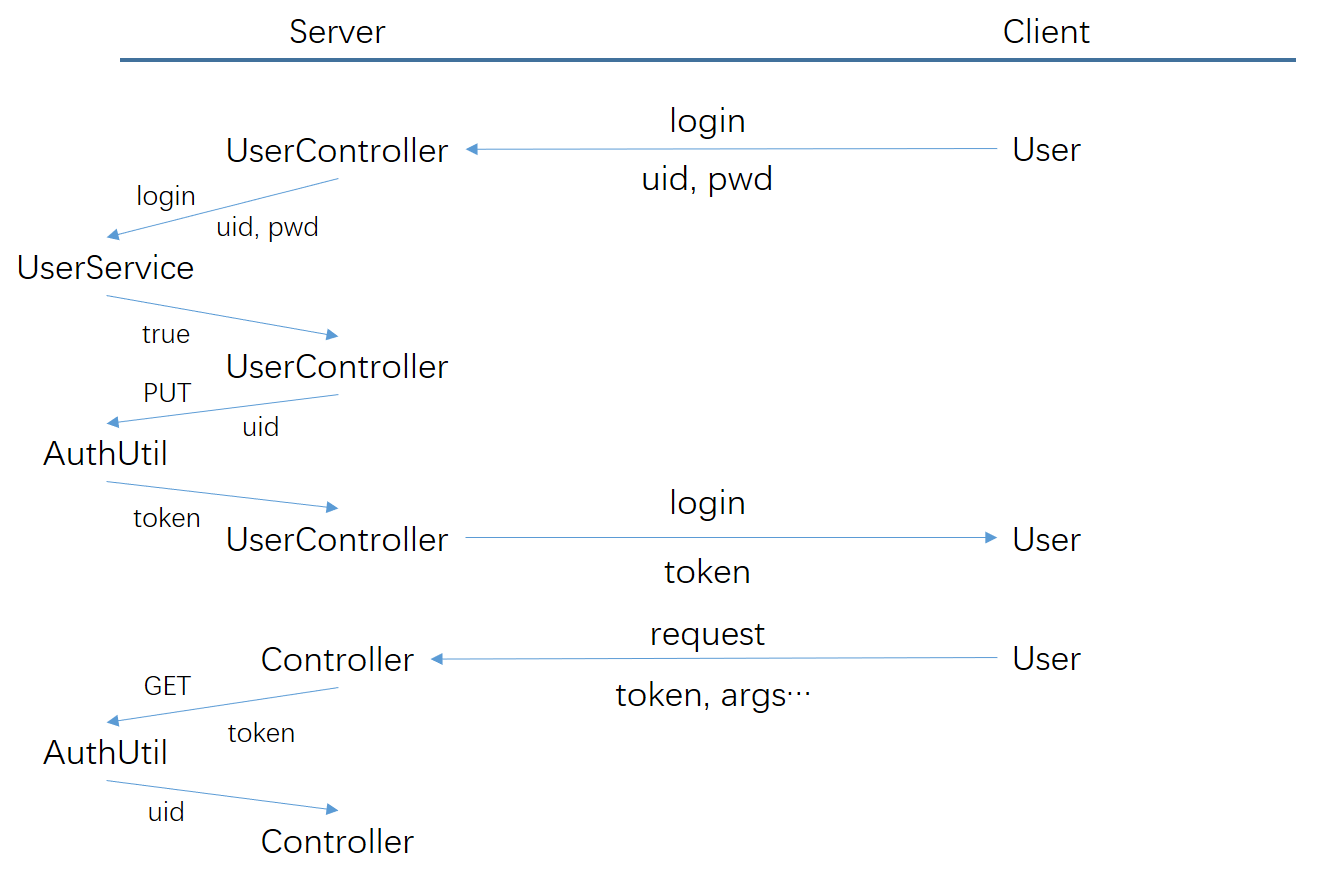 Server
Client
login
UserController
User
uid, pwd
login
uid, pwd
UserService
true
UserController
PUT
uid
AuthUtil
login
token
UserController
User
token
request
Controller
User
GET
token, args⋯
token
AuthUtil
uid
Controller